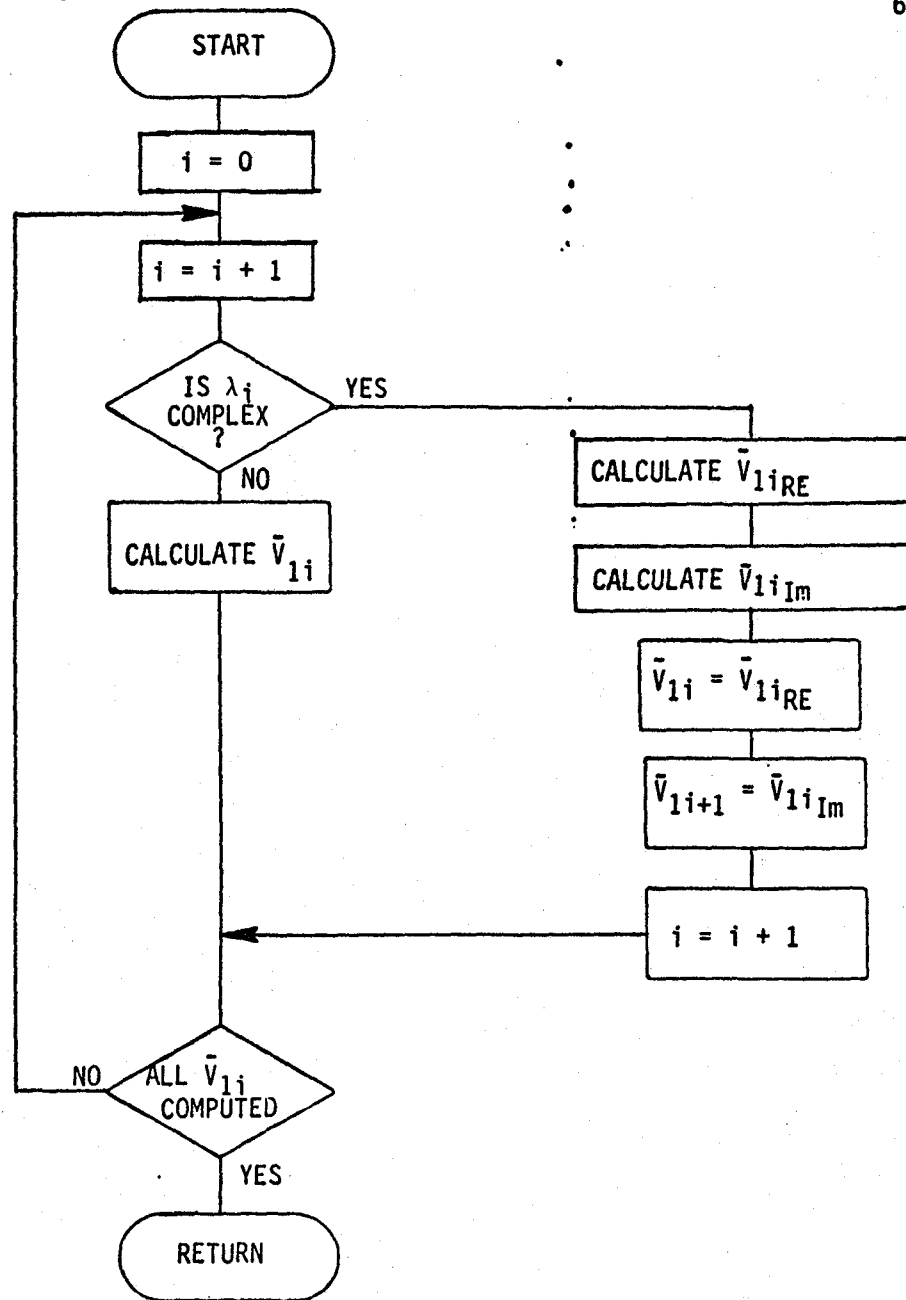 6
START
i = 0
i = i + 1
IS λi
COMPLEX
?
YES
NO
CALCULATE V̄1i
CALCULATE V̄1iRE
CALCULATE V̄1iIm
V̄1i = V̄1iRE
V̄1i+1 = V̄1iIm
i = i + 1
ALL V̄1i
COMPUTED
NO
YES
RETURN